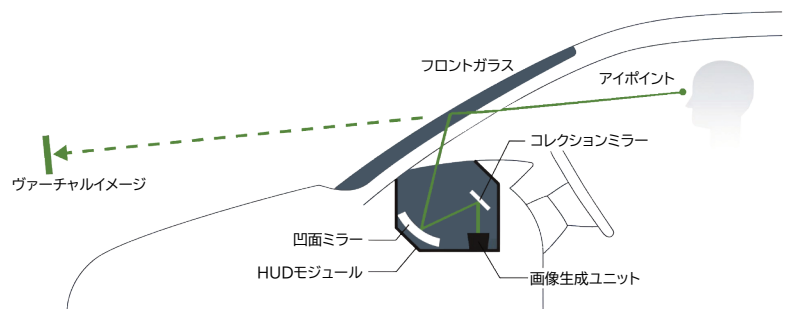 フロントガラス
アイポイント
コレクションミラー
ヴァーチャルイメージ
凹面ミラー
HUDモジュール
画像生成ユニット